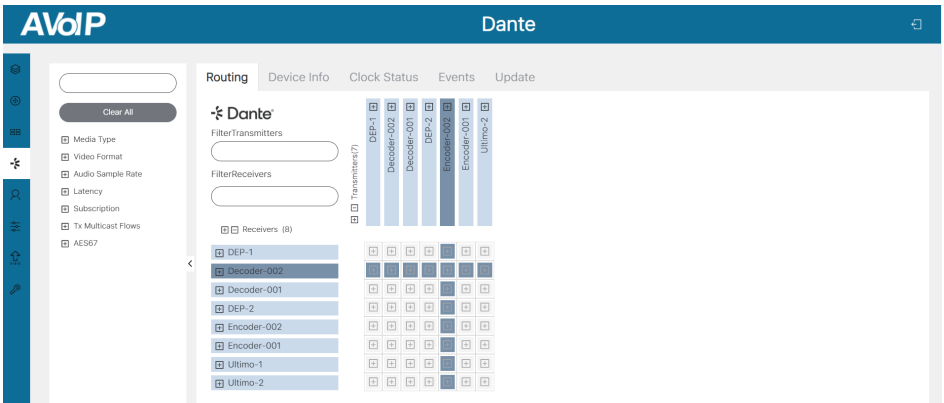 AVoIP
Dante
Routing
Device Info
Clock Status
Events
Update
Clear All
Media Type
Video Format
Audio Sample Rate
Latency
Subscription
Tx Multicast Flows
AES67
Dante
FilterTransmitters
FilterReceivers
Receivers (8)
Transmitters(7)
DEP-1
Decoder-002
Decoder-001
DEP-2
Encoder-002
Encoder-001
Ultimo-2
DEP-1
Decoder-002
Decoder-001
DEP-2
Encoder-002
Encoder-001
Ultimo-1
Ultimo-2